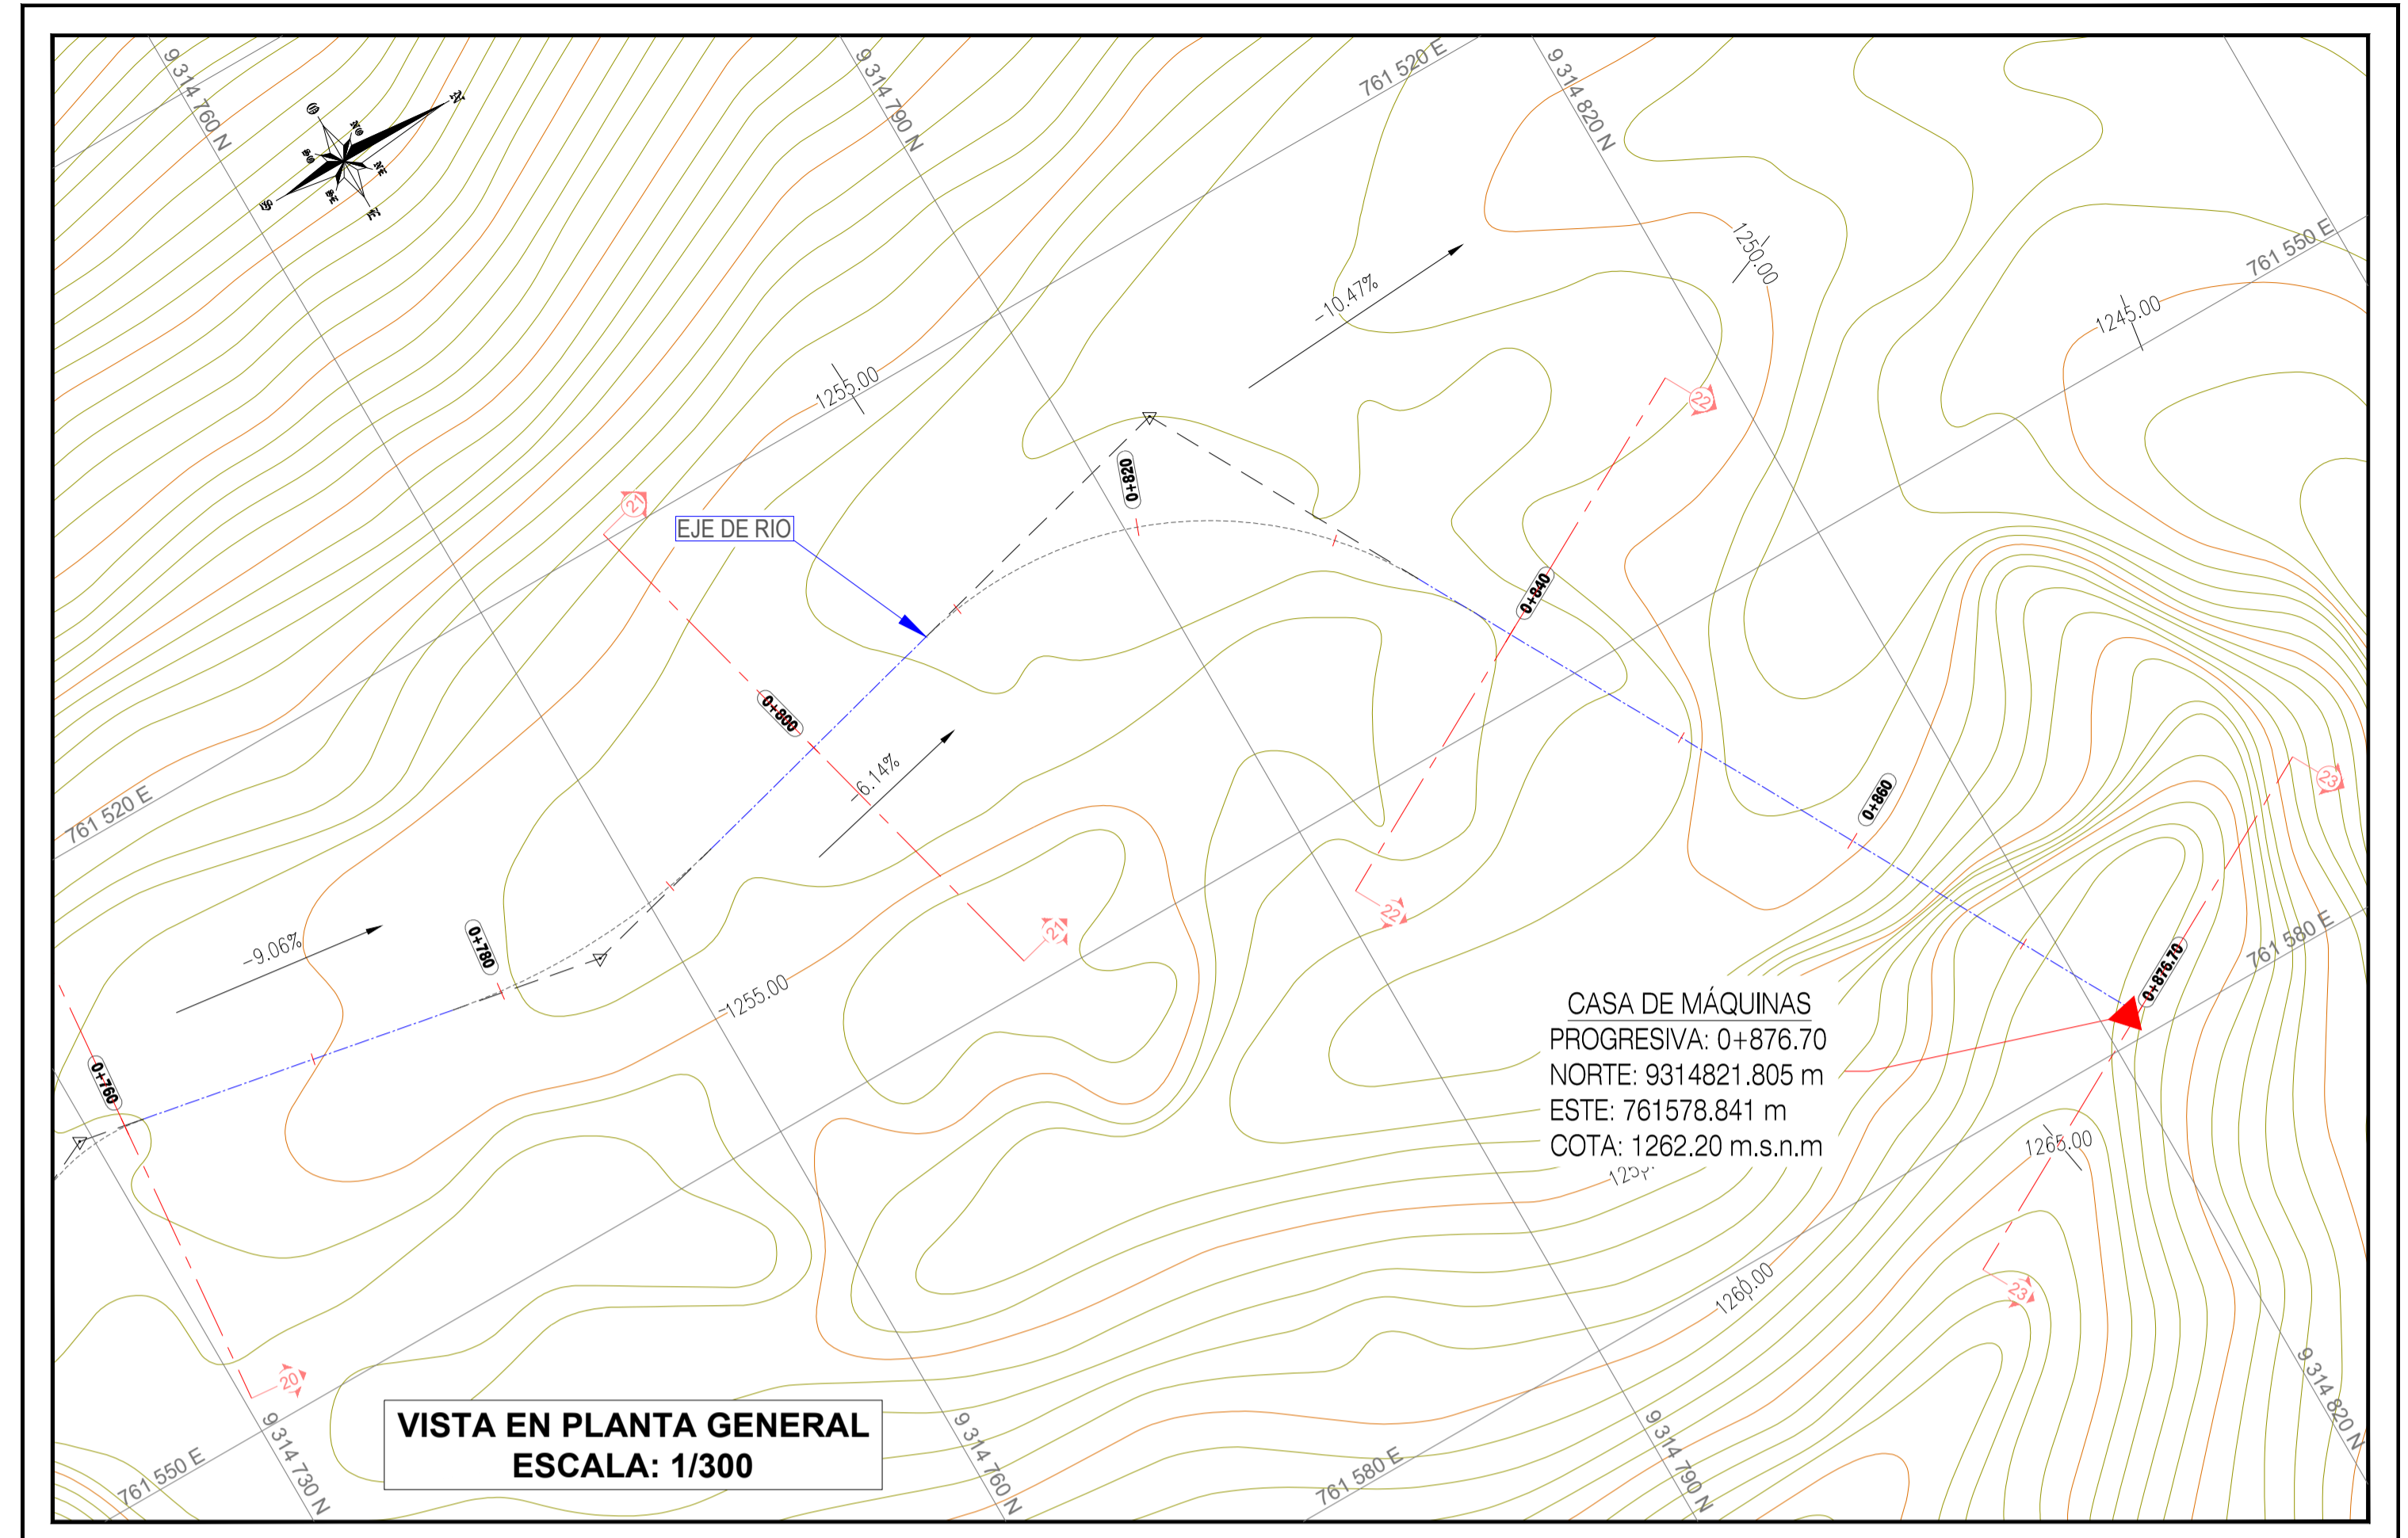 9 314 760 N
9 314 790 N
761 520 E
9 314 820 N
N
NO
O
SO
NE
SE
S
E
1250.00
761 550 E
-10.47%
1245.00
1255.00
22
21
0+820
EJE DE RIO
0+840
0+800
-6.14%
23
761 520 E
0+860
22
21
-9.06%
0+780
761 580 E
0+876.70
1255.00
CASA DE MÁQUINAS
PROGRESIVA: 0+876.70
NORTE: 9314821.805 m
ESTE: 761578.841 m
COTA: 1262.20 m.s.n.m
0+760
1265.00
1260.00
23
20
VISTA EN PLANTA GENERAL
ESCALA: 1/300
761 550 E
9 314 730 N
9 314 760 N
761 580 E
9 314 790 N
9 314 820 N